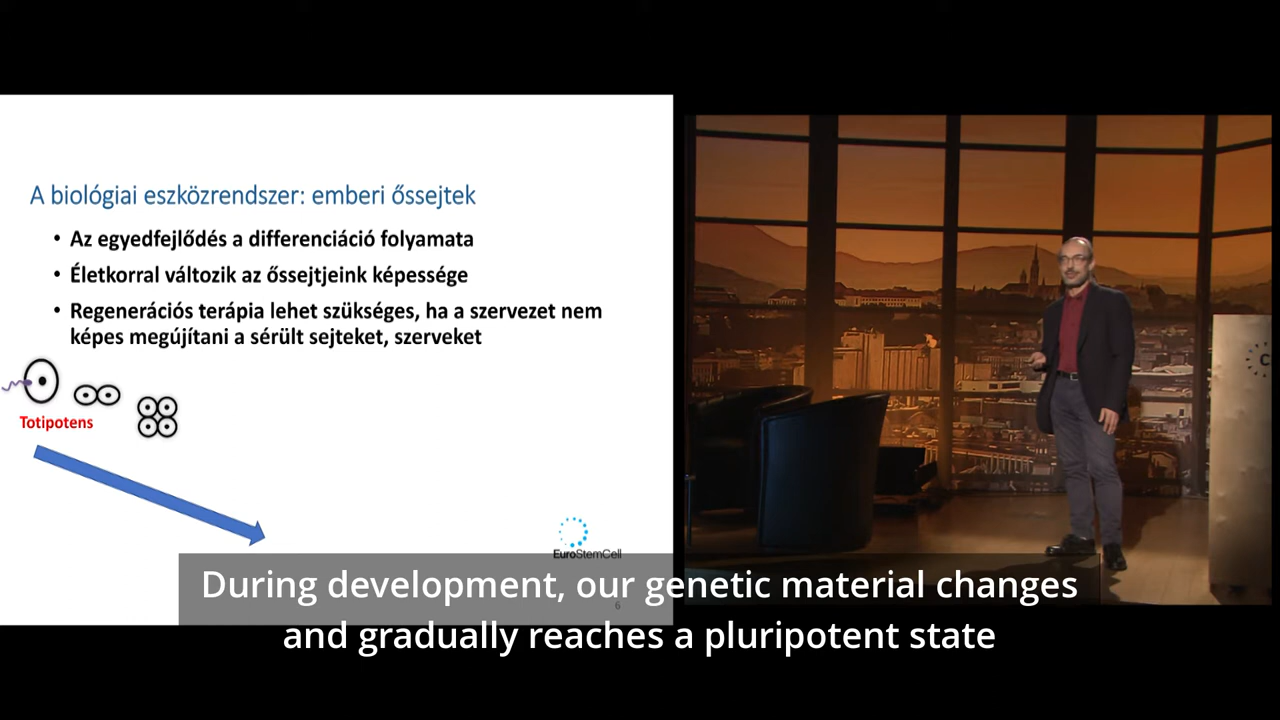 A biológiai eszközrendszer: emberi őssejtek
• Az egyedfejlődés a differenciáció folyamata
• Életkorral változik az őssejtjeink képessége
• Regenerációs terápia lehet szükséges, ha a szervezet nem
képes megújítani a sérült sejteket, szerveket
Totipotens
EuroStemCell
6
C
During development, our genetic material changes
and gradually reaches a pluripotent state